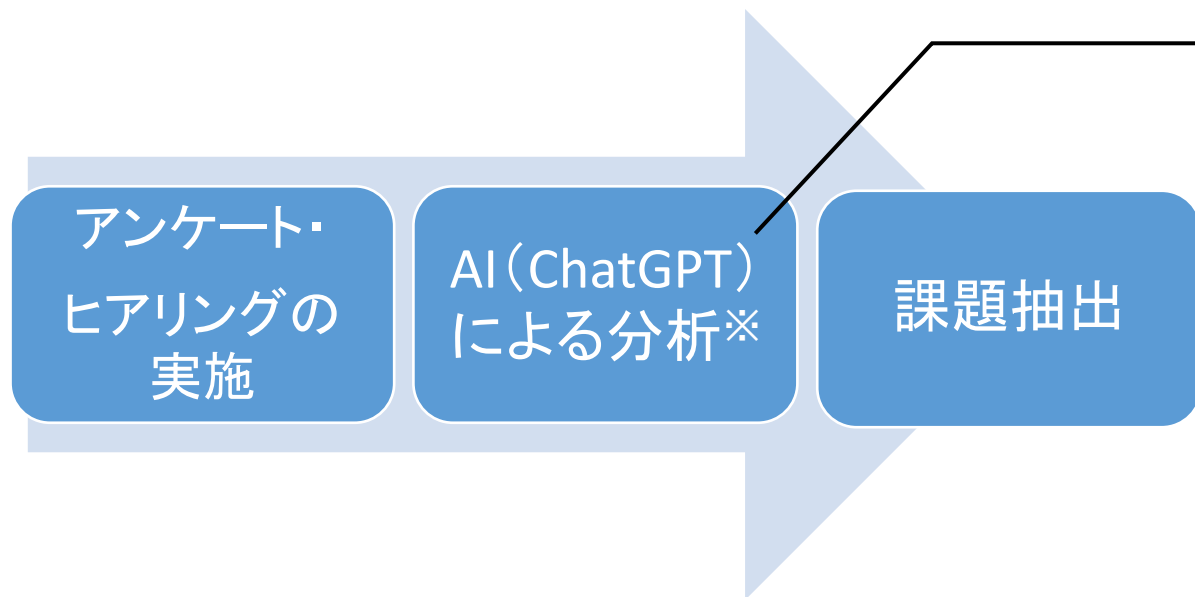 アンケート・
ヒアリングの
実施
AI（ChatGPT）
による分析※
課題抽出